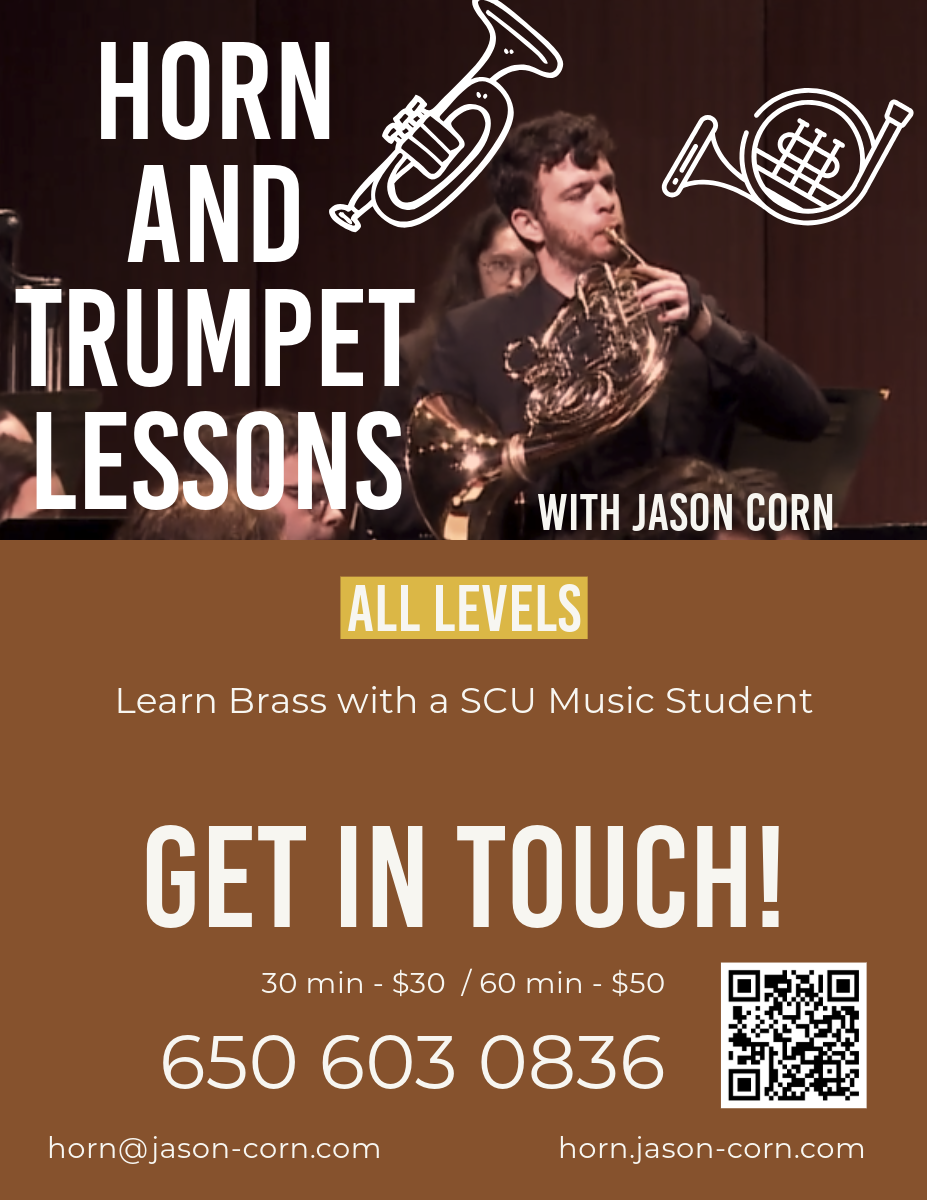 HORN
AND
TRUMPET
LESSONS
WITH JASON CORN
ALL LEVELS
Learn Brass with a SCU Music Student
GET IN TOUCH!
30 min - $30 / 60 min - $50
650 603 0836
horn@jason-corn.com
horn.jason-corn.com